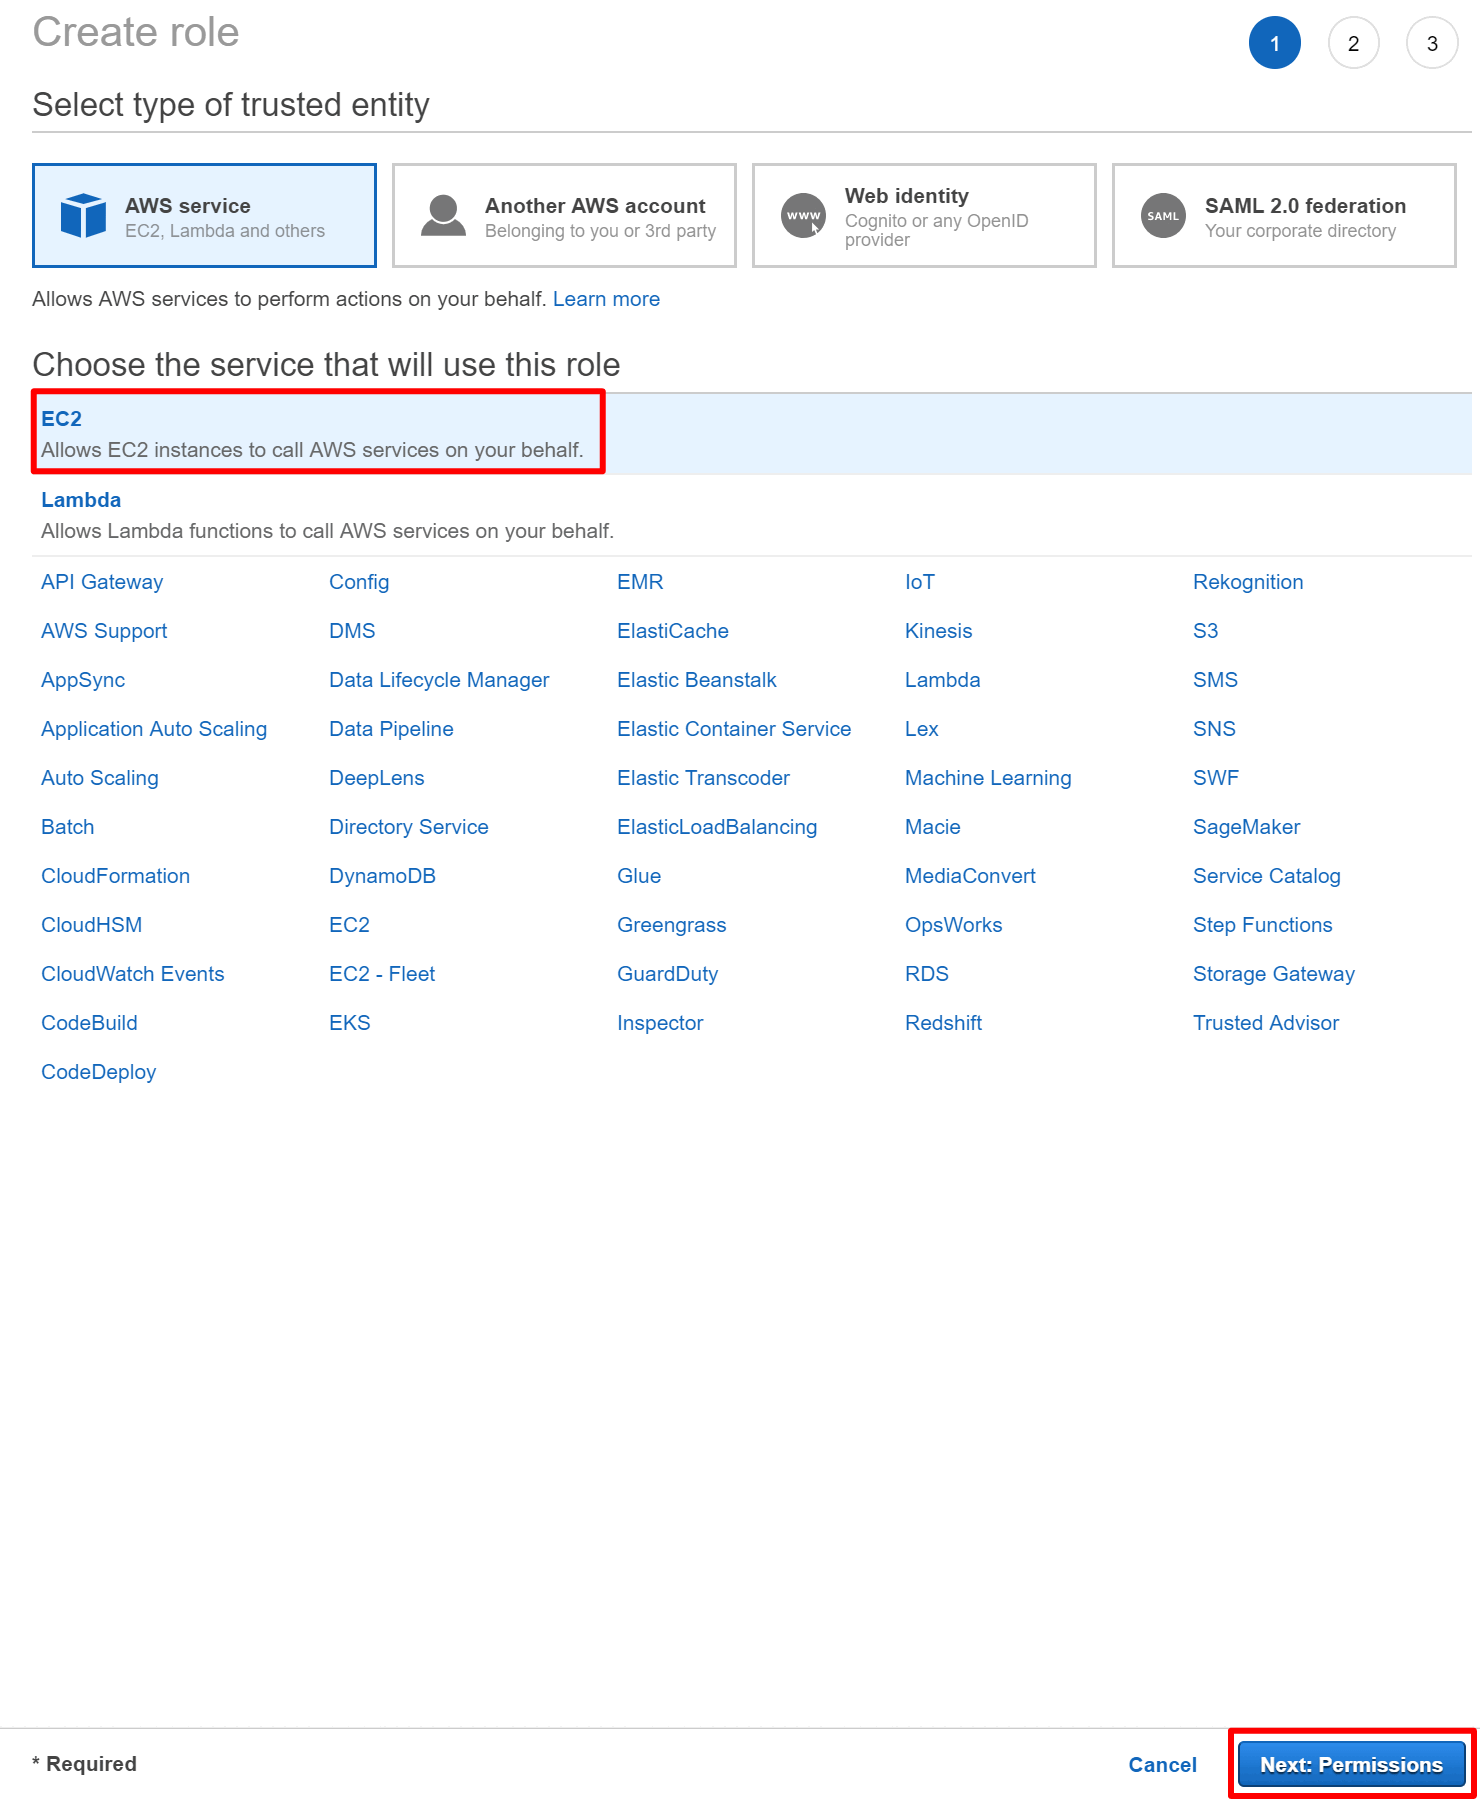 Create role
1 2 3
Select type of trusted entity
AWS service
EC2, Lambda and others
Another AWS account
Belonging to you or 3rd party
www
Web identity
Cognito or any OpenID
provider
SAML
SAML 2.0 federation
Your corporate directory
Allows AWS services to perform actions on your behalf. Learn more
Choose the service that will use this role
EC2
Allows EC2 instances to call AWS services on your behalf.
Lambda
Allows Lambda functions to call AWS services on your behalf.
API Gateway Config EMR IoT Rekognition
AWS Support DMS ElastiCache Kinesis S3
AppSync Data Lifecycle Manager Elastic Beanstalk Lambda SMS
Application Auto Scaling Data Pipeline Elastic Container Service Lex SNS
Auto Scaling DeepLens Elastic Transcoder Machine Learning SWF
Batch Directory Service ElasticLoadBalancing Macie SageMaker
CloudFormation DynamoDB Glue MediaConvert Service Catalog
CloudHSM EC2 Greengrass OpsWorks Step Functions
CloudWatch Events EC2 - Fleet GuardDuty RDS Storage Gateway
CodeBuild EKS Inspector Redshift Trusted Advisor
CodeDeploy
* Required Cancel Next: Permissions